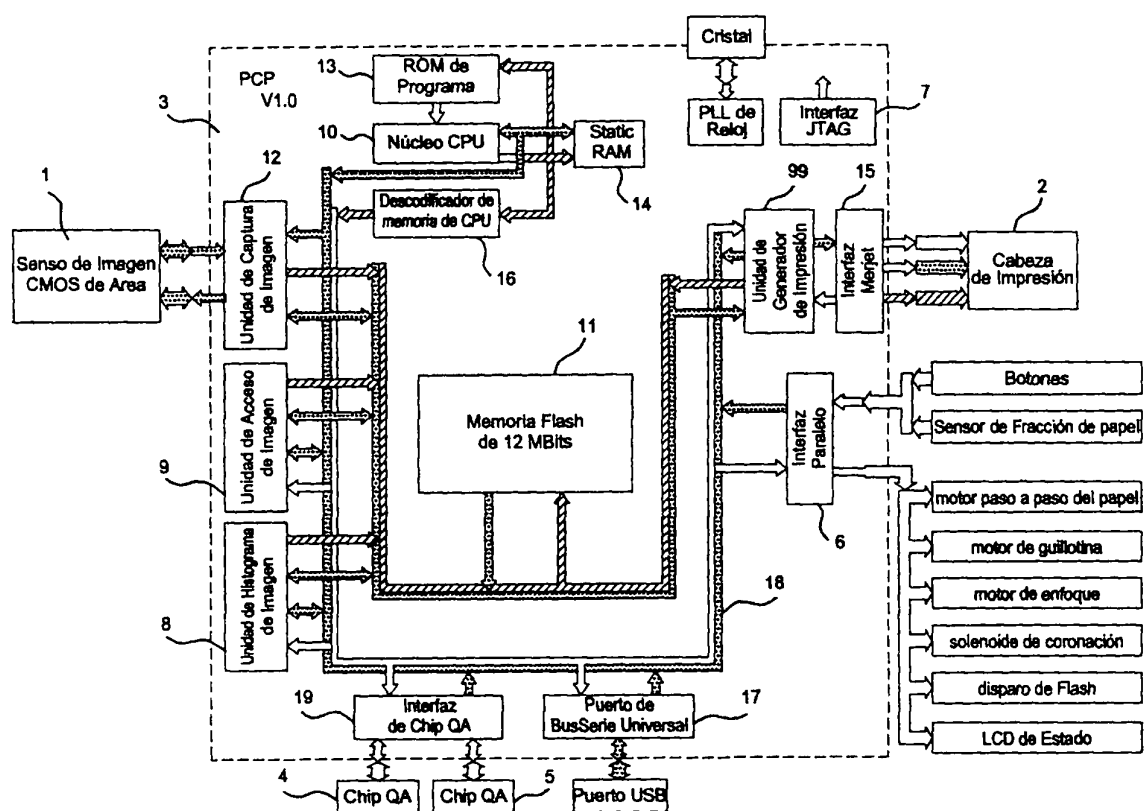 Cristal
13
ROM de
Programa
PCP
V1.0
3
10
Núcleo CPU
Static
RAM
14
PLL de
Reloj
Interfaz
JTAG
7
12
Descodificador de
memoria de CPU
16
99
15
2
1
Senso de Imagen
CMOS de Area
Unidad de Captura
de Imagen
Unidad de
Generador
de Impresión
Interfaz
Merjet
Cabeza
de Impresión
11
Memoria Flash
de 12 MBits
Unidad de Acceso
de Imagen
9
Interfaz
Paralelo
6
Botones
Sensor de Fracción de papel
motor paso a paso del papel
motor de guillotina
motor de enfoque
solenoide de coronación
disparo de Flash
LCD de Estado
Unidad de Histograma
de Imagen
8
18
19
Interfaz
de Chip QA
Puerto de
BusSerie Universal
17
4
Chip QA
Chip QA
5
Puerto USB